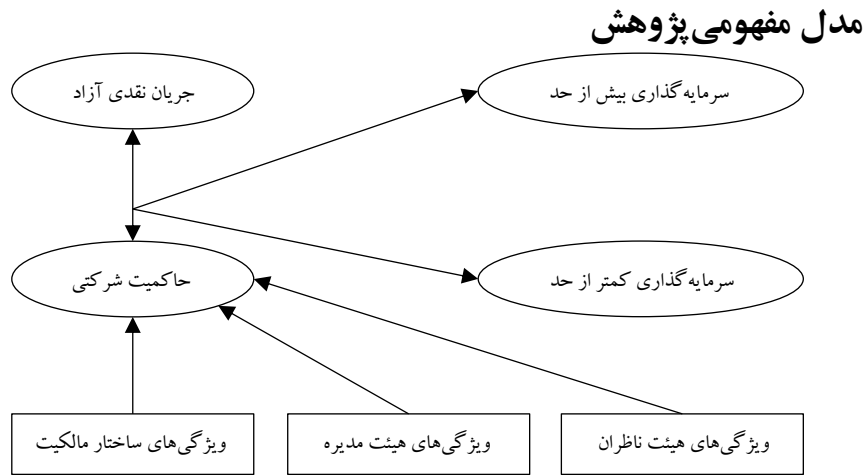 مدل مفهومی پژوهش
سرمایه‌گذاری بیش از حد
جریان نقدی آزاد
سرمایه‌گذاری کمتر از حد
حاکمیت شرکتی
ویژگی‌های هیئت ناظران
ویژگی‌های هیئت مدیره
ویژگی‌های ساختار مالکیت